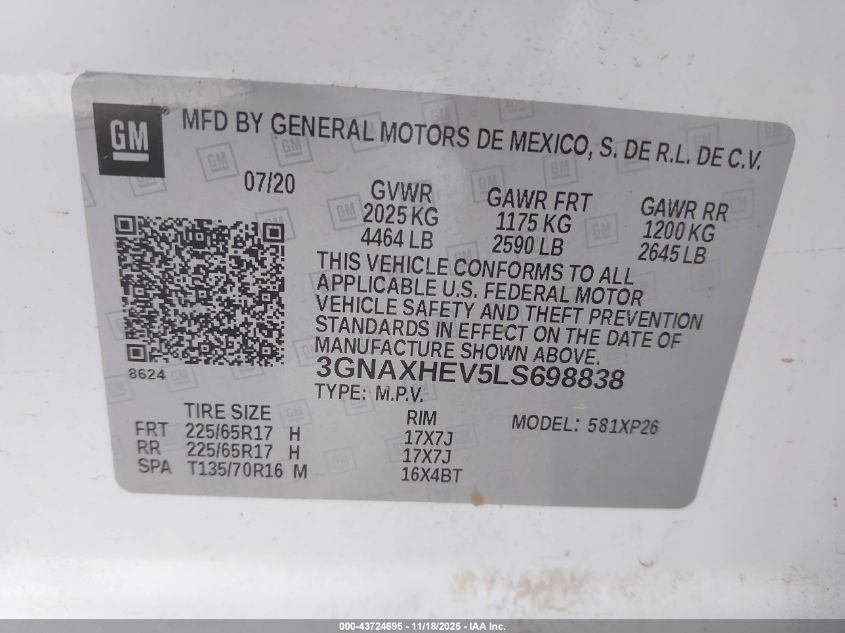 GM ® MFD BY GENERAL MOTORS DE MEXICO, S. DE R.L. DE C.V.
07/20
GVWR GAWR FRT GAWR RR
2025 KG 1175 KG 1200 KG
4464 LB 2590 LB 2645 LB
THIS VEHICLE CONFORMS TO ALL
APPLICABLE U.S. FEDERAL MOTOR
VEHICLE SAFETY AND THEFT PREVENTION
STANDARDS IN EFFECT ON THE DATE OF
MANUFACTURE SHOWN ABOVE.
8624
3GNAXHEV5LS698838
TYPE: M.P.V.
TIRE SIZE RIM MODEL: 581XP26
FRT 225/65R17 H 17X7J
RR 225/65R17 H 17X7J
SPA T135/70R16 M 16X4BT
000-43724695 - 11/18/2025 - IAA Inc.